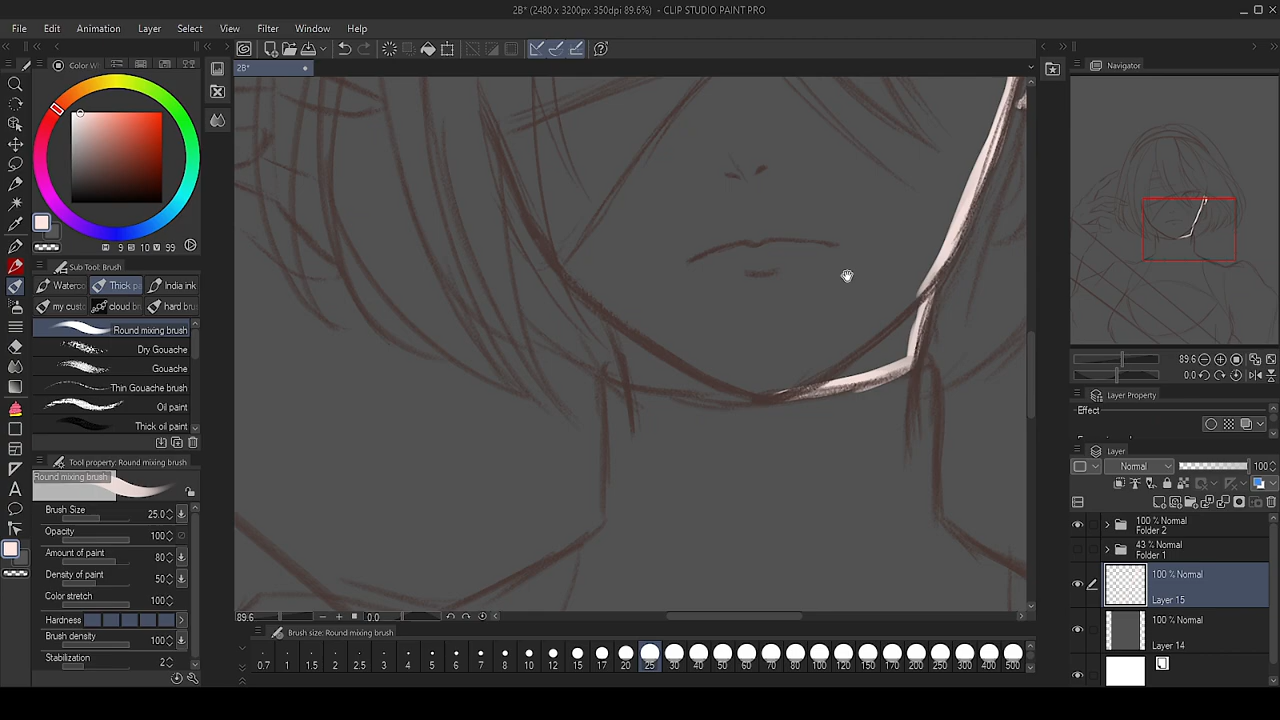 2B* (2480 x 3200px 350dpi 89.6%) - CLIP STUDIO PAINT PRO
File Edit Animation Layer Select View Filter Window Help
2B*
Color W
9 10 99
Sub Tool: Brush
Waterco Thick p India ink
my custo cloud b hard bru
Round mixing brush
Dry Gouache
Gouache
Thin Gouache brush
Oil paint
Thick oil paint
Tool property: Round mixing brush
Round mixing brush
Brush Size 25.0
Opacity 100
Amount of paint 80
Density of paint 50
Color stretch 100
Hardness
Brush density 100
Stabilization 2
89.6 0.0
Brush size: Round mixing brush
0.7 1 1.5 2 2.5 3 4 5 6 7 8 10 12 15 17 20 25 30 40 50 60 70 80 100 120 150 170 200 250 300 400 500
Navigator
89.6
0.0
Layer Property
Effect
Layer
Normal 100
100 % Normal
Folder 2
43 % Normal
Folder 1
100 % Normal
Layer 15
100 % Normal
Layer 14